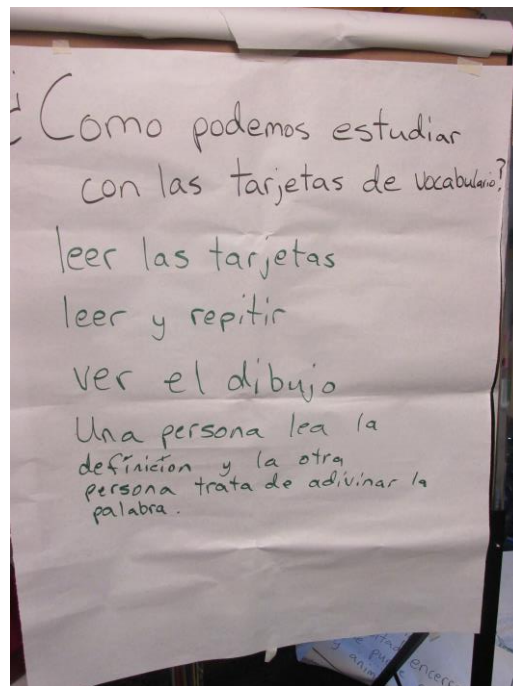 ¿Como podemos estudiar
con las tarjetas de vocabulario?
leer las tarjetas
leer y repitir
ver el dibujo
Una persona lea la
definicion y la otra
persona trata de adivinar la
palabra.